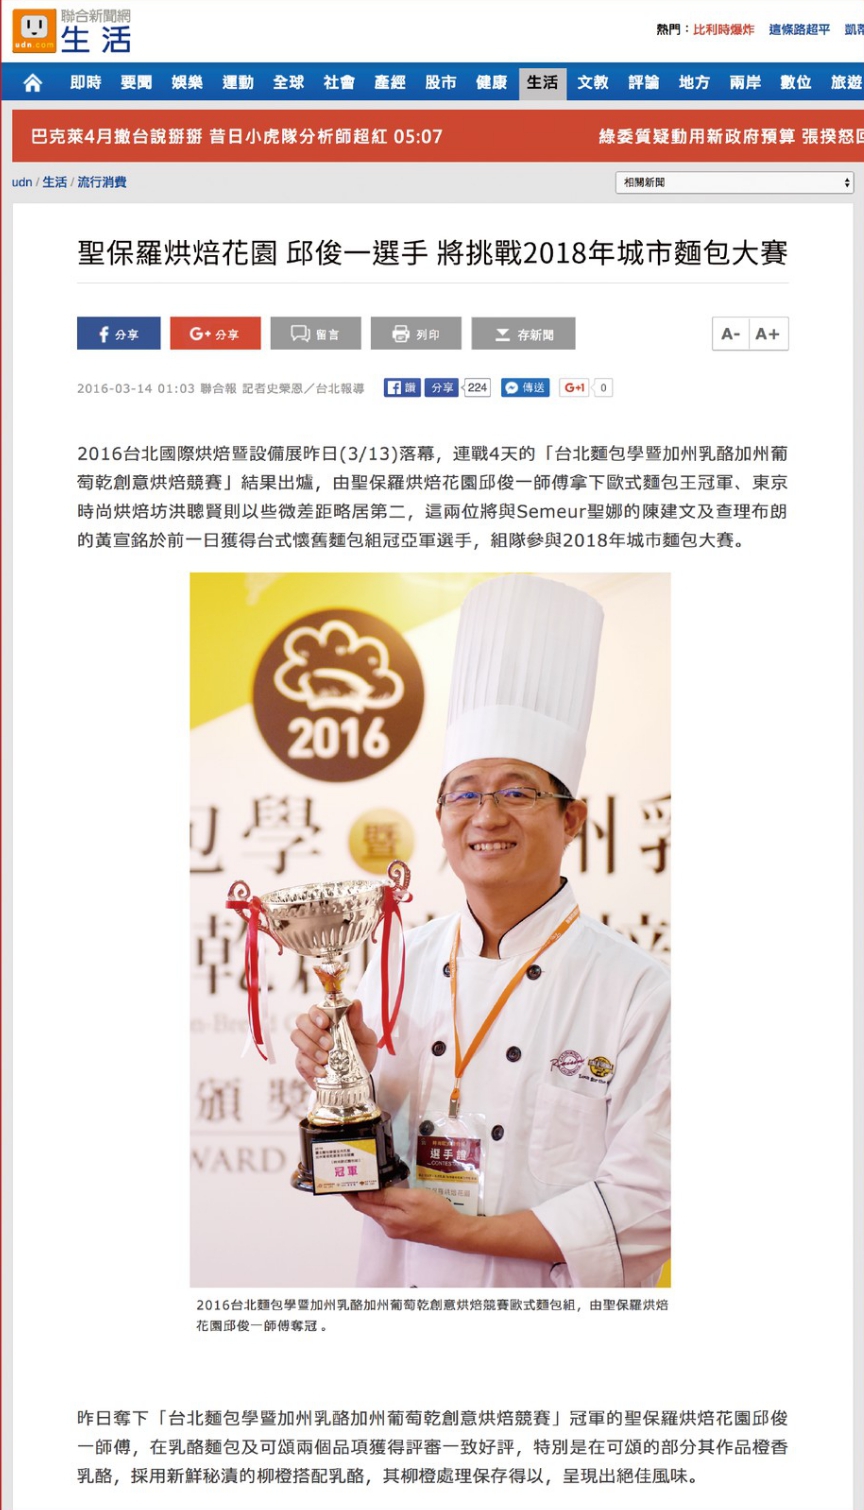 udn.com
聯合新聞網
生活
熱門：比利時爆炸 這條路超平
即時 要聞 娛樂 運動 全球 社會 產經 股市 健康 生活 文教 評論 地方 兩岸 數位 旅遊
巴克萊4月撤台說掰掰 昔日小虎隊分析師超紅 05:07
綠委質疑動用新政府預算 張揆怒
udn / 生活 / 流行消費
相關新聞
聖保羅烘焙花園 邱俊一選手 將挑戰2018年城市麵包大賽
f 分享 G+ 分享 留言 列印 存新聞 A- A+
2016-03-14 01:03 聯合報 記者史榮恩／台北報導 讚 分享 224 傳送 G+1 0
2016台北國際烘焙暨設備展昨日(3/13)落幕，連戰4天的「台北麵包學暨加州乳酪加州葡
萄乾創意烘焙競賽」結果出爐，由聖保羅烘焙花園邱俊一師傅拿下歐式麵包王冠軍、東京
時尚烘焙坊洪聰賢則以些微差距略居第二，這兩位將與Semeur聖娜的陳建文及查理布朗
的黃宣銘於前一日獲得台式懷舊麵包組冠亞軍選手，組隊參與2018年城市麵包大賽。
2016
包學暨 州乳
乾創
頒獎
WARD
冠軍
選手證
CONTESTANT
2016台北麵包學暨加州乳酪加州葡萄乾創意烘焙競賽歐式麵包組，由聖保羅烘焙
花園邱俊一師傅奪冠。
昨日奪下「台北麵包學暨加州乳酪加州葡萄乾創意烘焙競賽」冠軍的聖保羅烘焙花園邱俊
一師傅，在乳酪麵包及可頌兩個品項獲得評審一致好評，特別是在可頌的部分其作品橙香
乳酪，採用新鮮秘漬的柳橙搭配乳酪，其柳橙處理保存得以，呈現出絕佳風味。